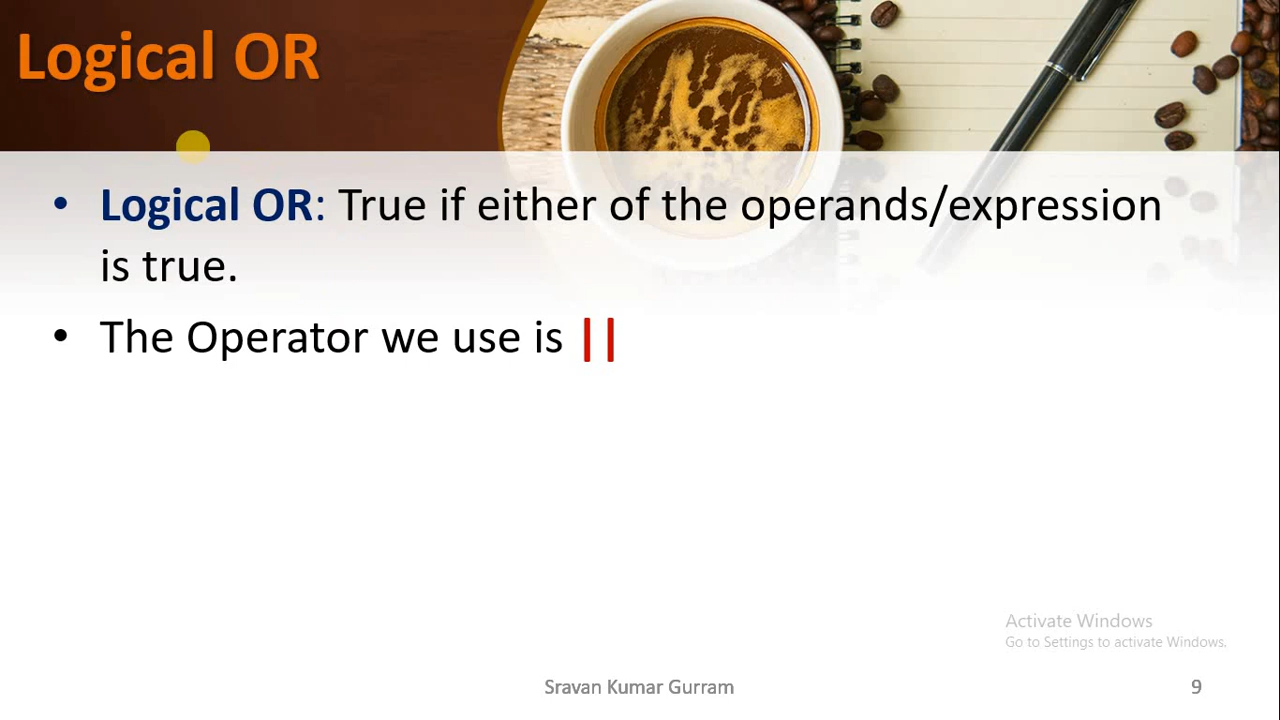 Logical OR
• Logical OR: True if either of the operands/expression
is true.
• The Operator we use is ||
Activate Windows
Go to Settings to activate Windows.
Sravan Kumar Gurram
9